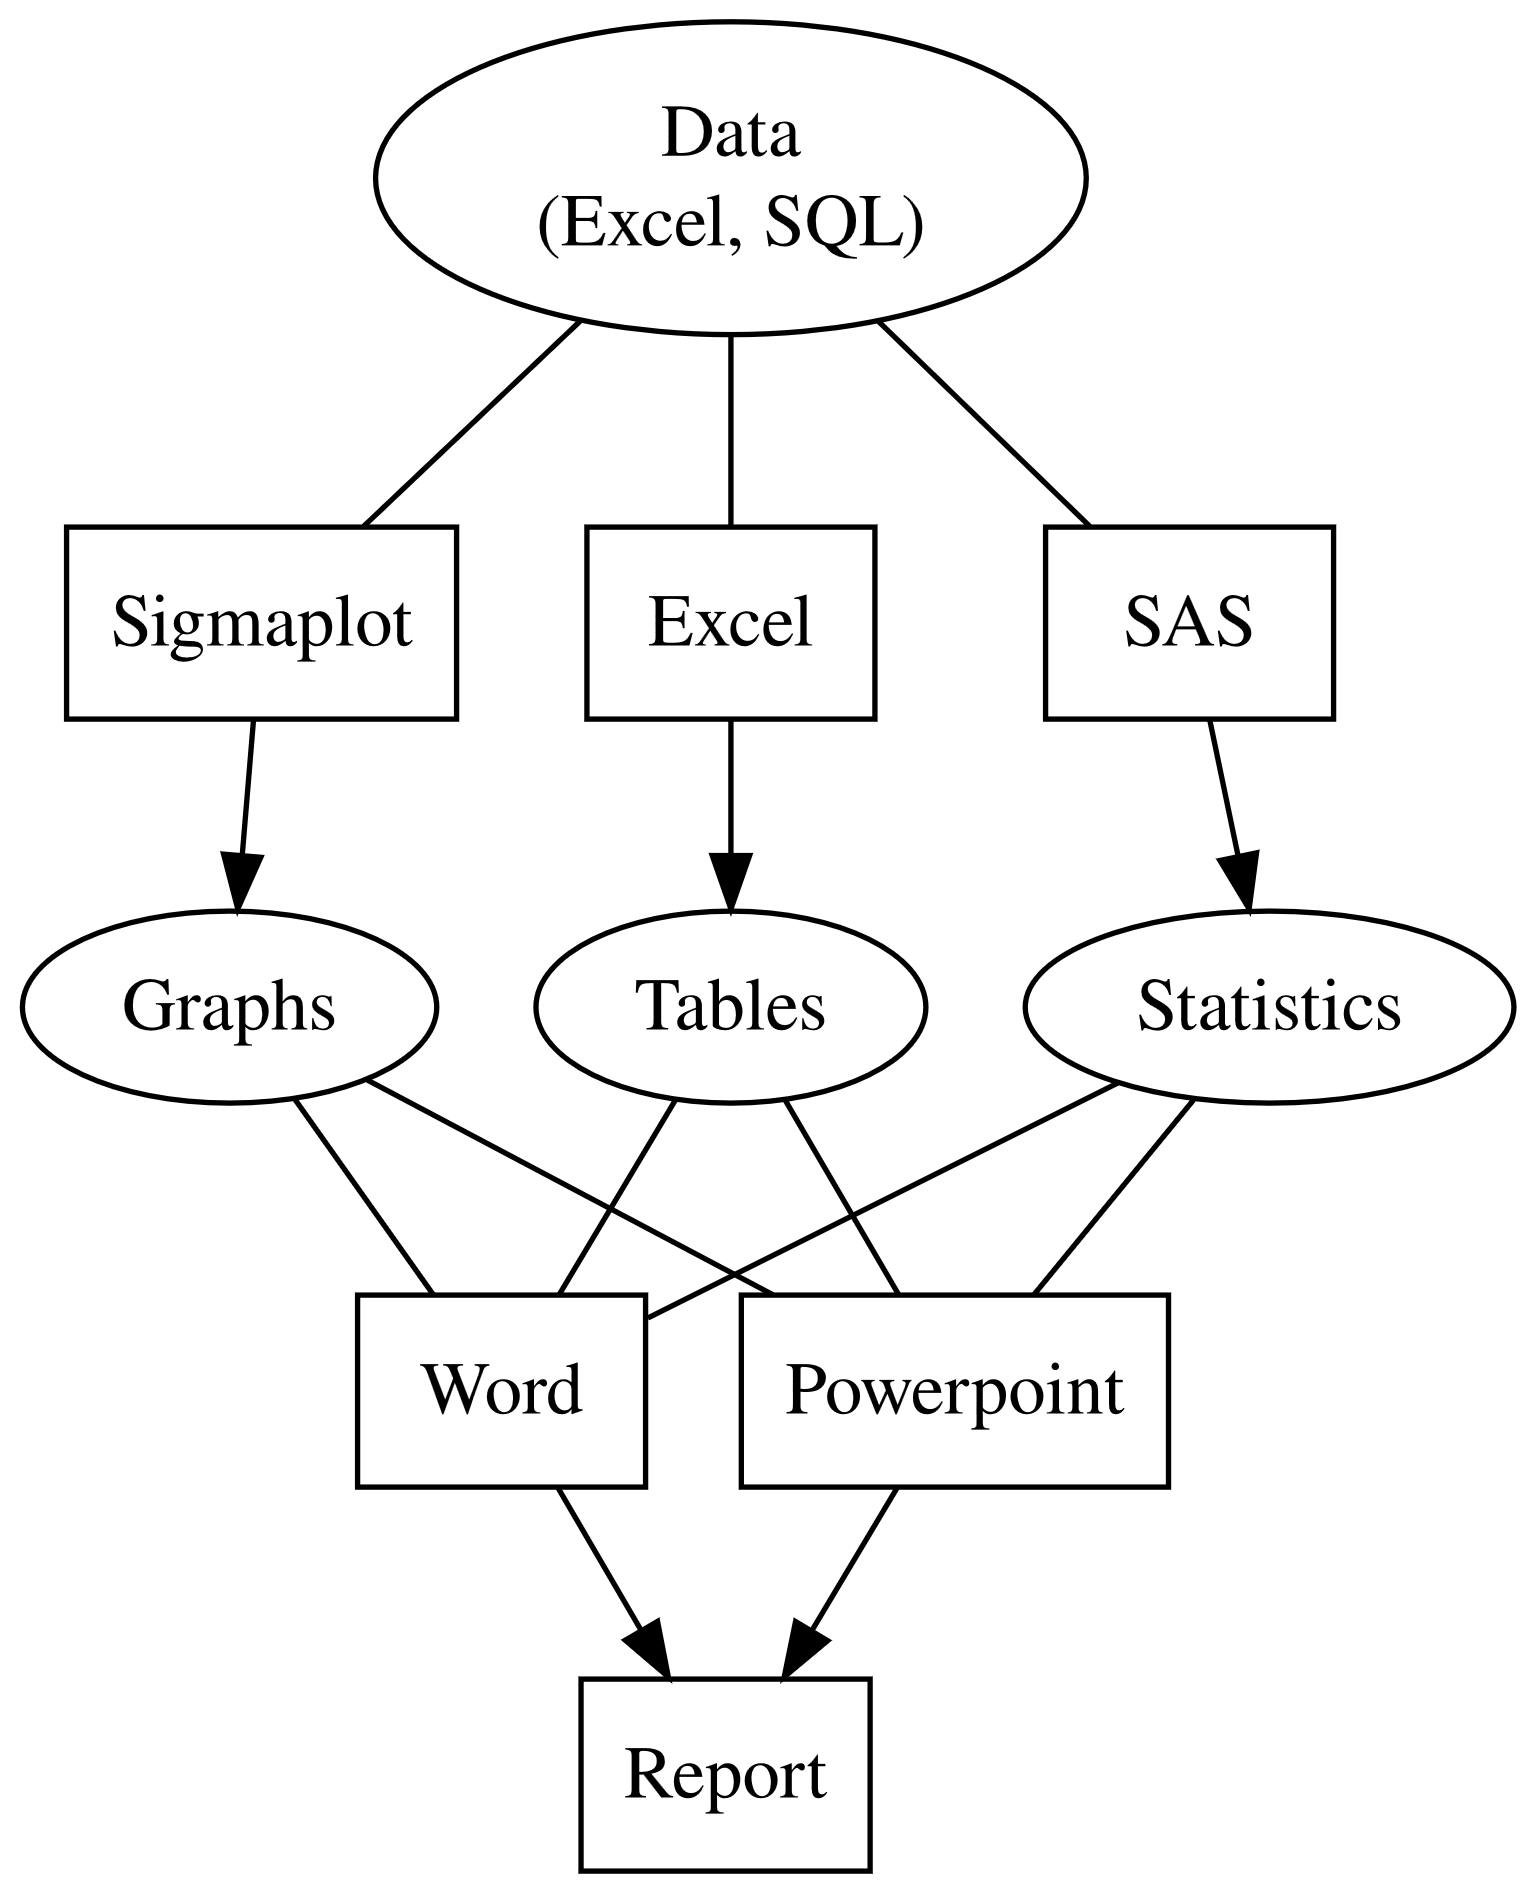 Data
(Excel, SQL)
Sigmaplot
Excel
SAS
Graphs
Tables
Statistics
Word
Powerpoint
Report